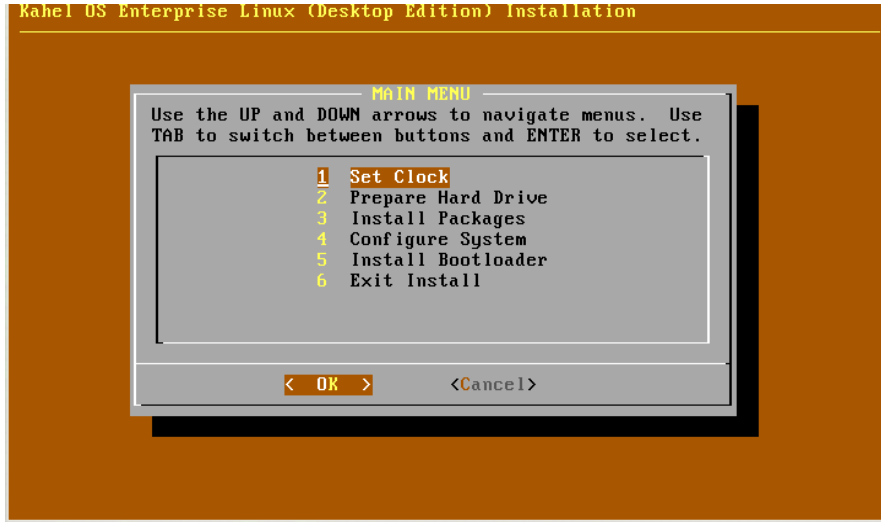 Kahel OS Enterprise Linux (Desktop Edition) Installation
MAIN MENU
Use the UP and DOWN arrows to navigate menus.  Use
TAB to switch between buttons and ENTER to select.
1  Set Clock
2  Prepare Hard Drive
3  Install Packages
4  Configure System
5  Install Bootloader
6  Exit Install
<  OK  >        <Cancel>